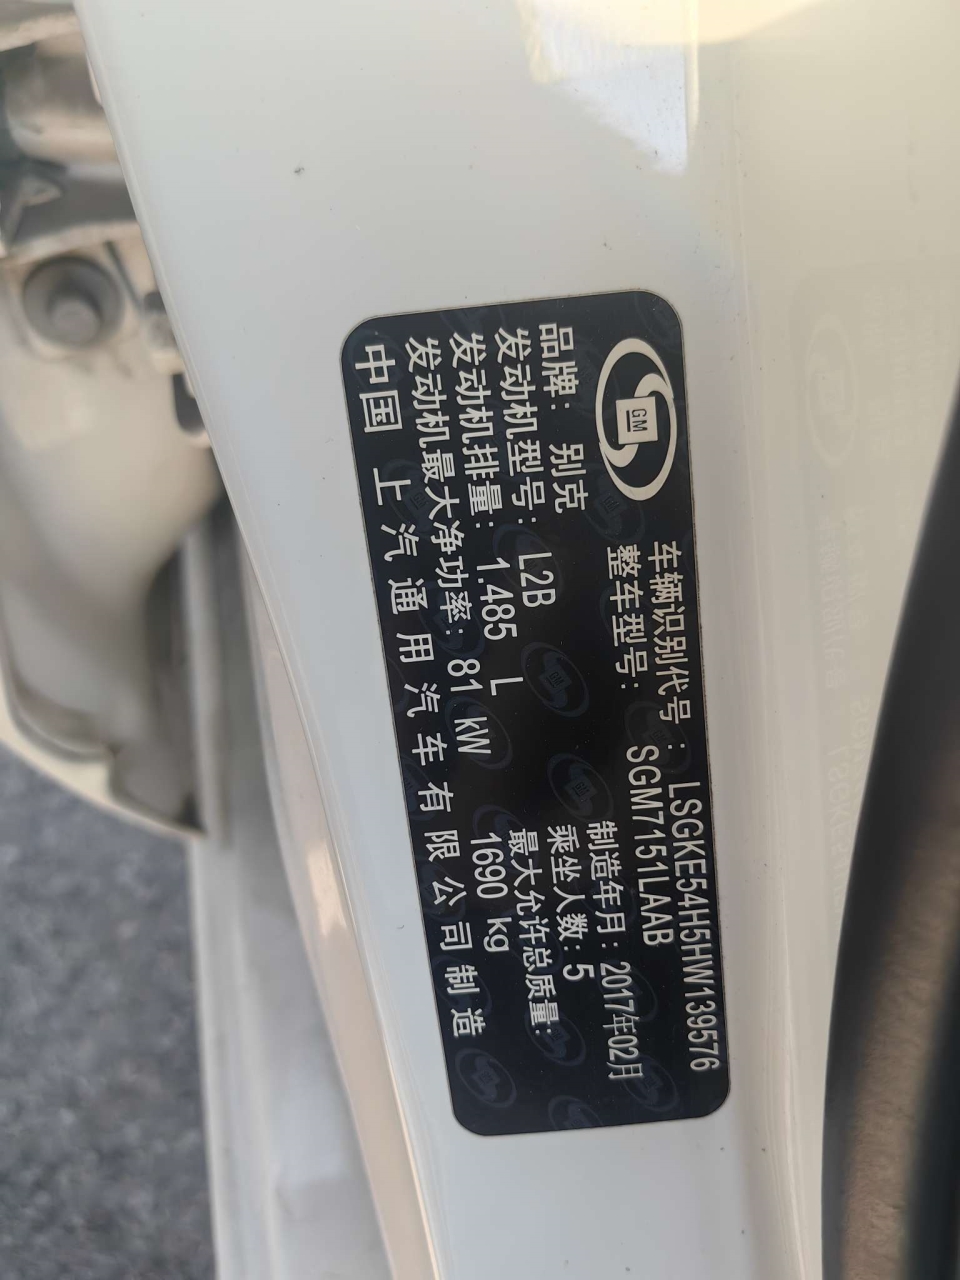 GM
车辆识别代号：LSGKE54H5HW139576
整车型号：SGM7151LAAB
品牌：别克
制造年月：2017年02月
发动机型号：L2B
乘坐人数：5
发动机排量：1.485 L
最大允许总质量：
发动机最大净功率：81 kW
1690 kg
中国 上汽通用汽车有限公司制造